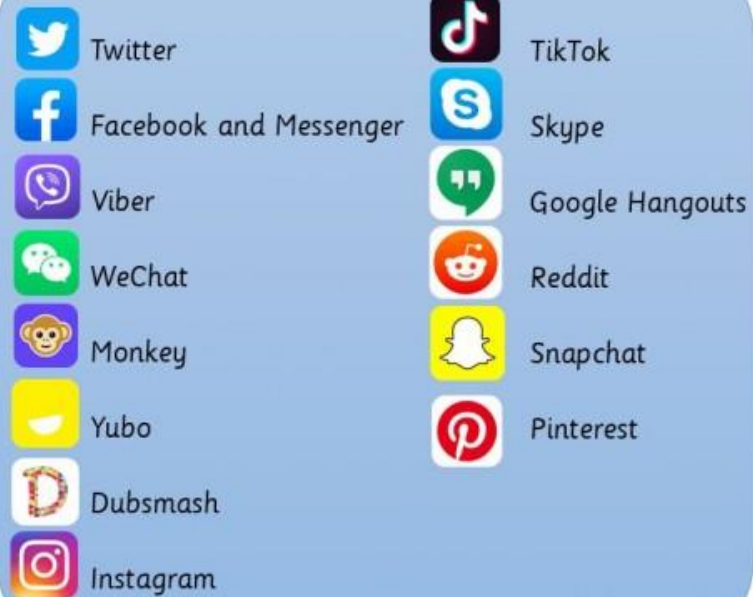 Twitter
Facebook and Messenger
Viber
WeChat
Monkey
Yubo
Dubsmash
Instagram
TikTok
Skype
Google Hangouts
Reddit
Snapchat
Pinterest